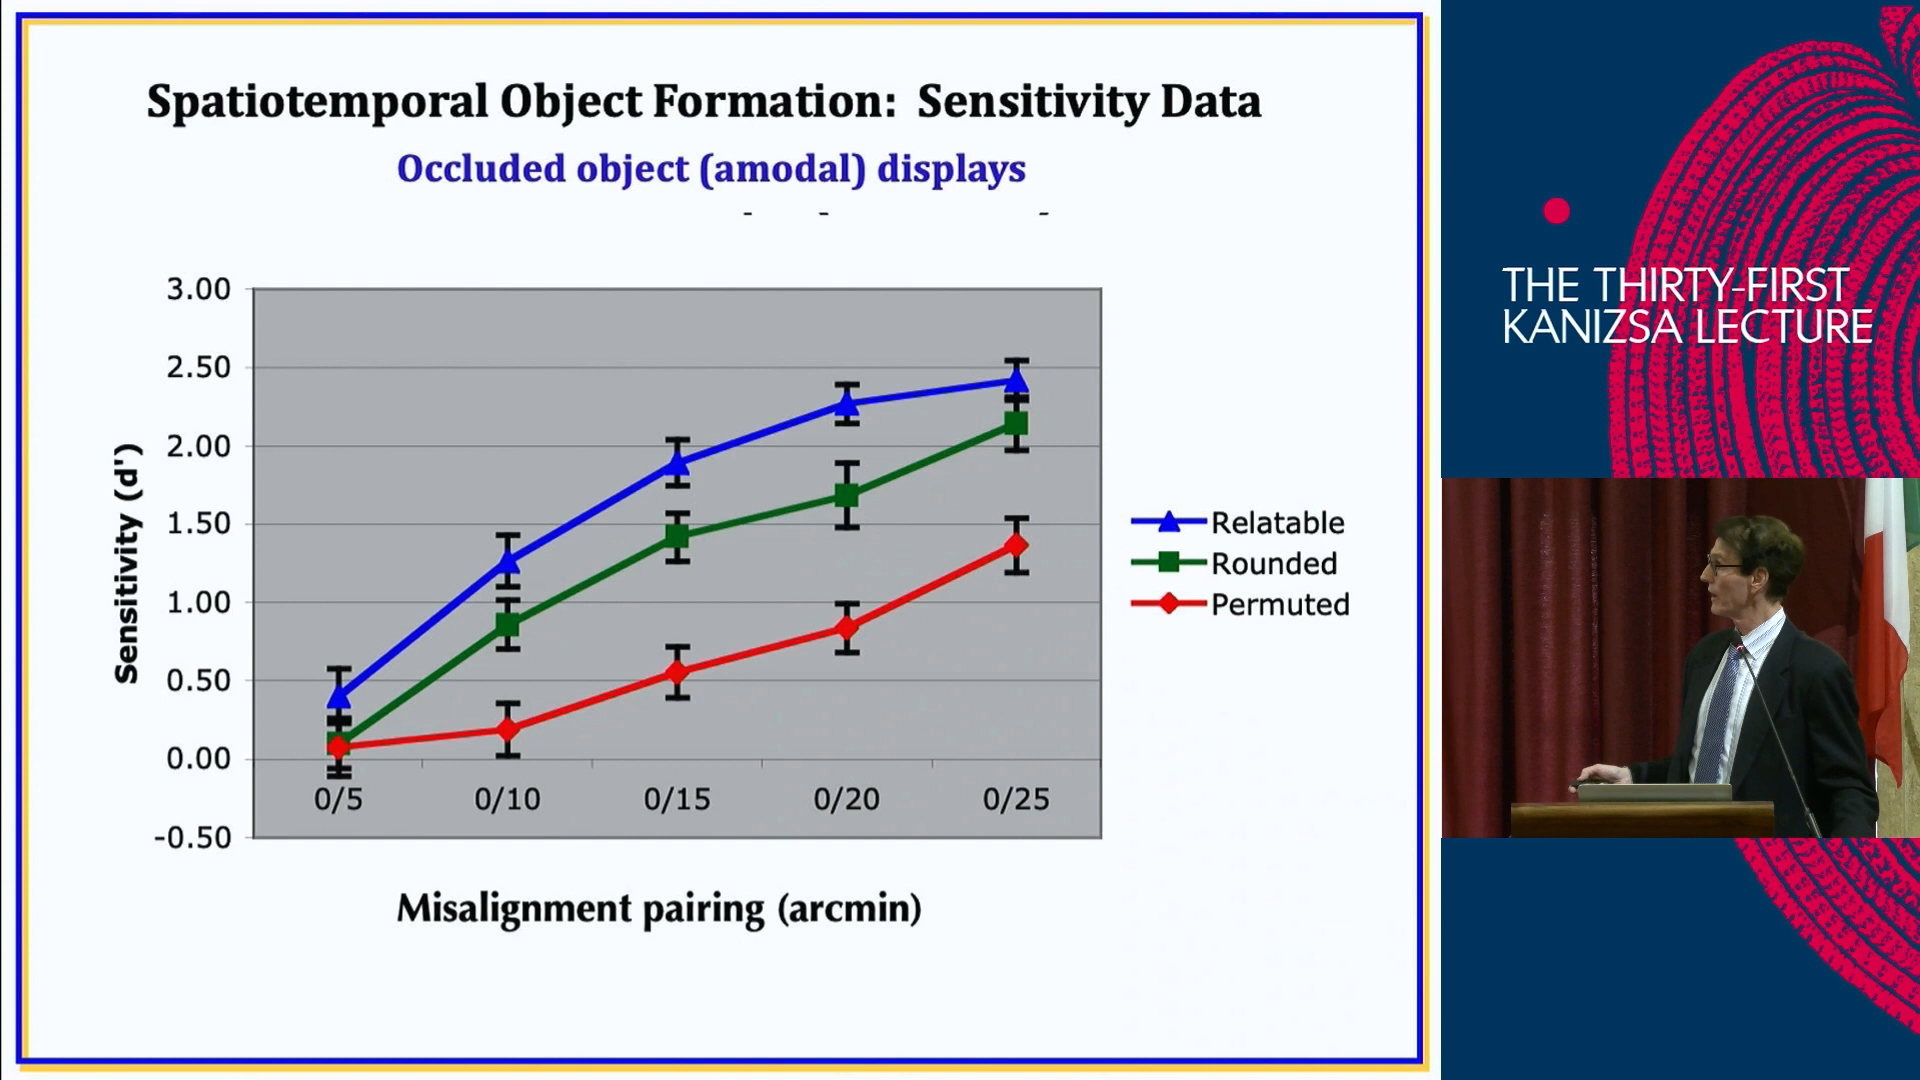 Spatiotemporal Object Formation: Sensitivity Data
Occluded object (amodal) displays
3.00
2.50
2.00
1.50
1.00
0.50
0.00
-0.50
Sensitivity (d')
0/5 0/10 0/15 0/20 0/25
Misalignment pairing (arcmin)
Relatable
Rounded
Permuted
THE THIRTY-FIRST
KANIZSA LECTURE